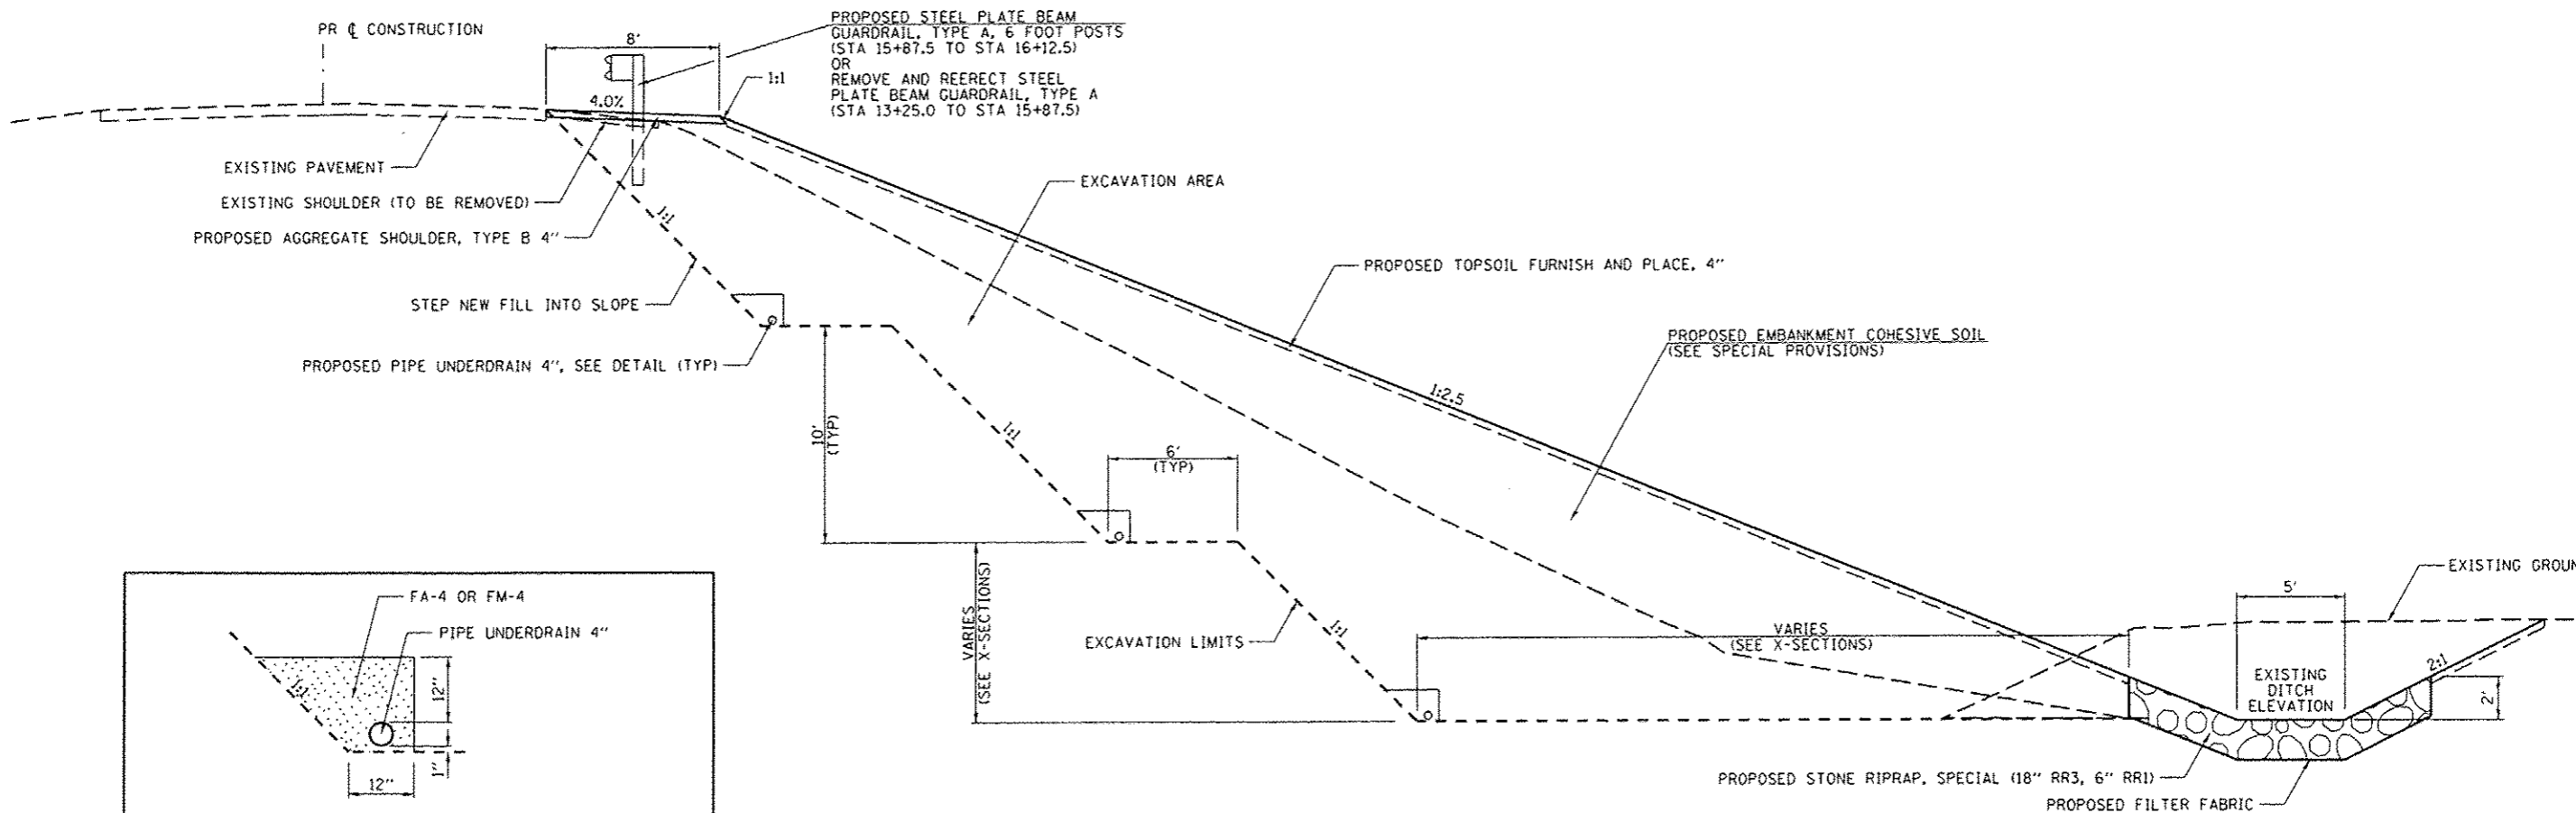 PR ℄ CONSTRUCTION
8'
PROPOSED STEEL PLATE BEAM
GUARDRAIL, TYPE A, 6 FOOT POSTS
(STA 15+87.5 TO STA 16+12.5)
OR
REMOVE AND REERECT STEEL
PLATE BEAM GUARDRAIL, TYPE A
(STA 13+25.0 TO STA 15+87.5)
1:1
4.0%
EXISTING PAVEMENT
EXISTING SHOULDER (TO BE REMOVED)
PROPOSED AGGREGATE SHOULDER, TYPE B 4"
1:1
EXCAVATION AREA
STEP NEW FILL INTO SLOPE
PROPOSED TOPSOIL FURNISH AND PLACE, 4"
PROPOSED PIPE UNDERDRAIN 4", SEE DETAIL (TYP)
PROPOSED EMBANKMENT COHESIVE SOIL
(SEE SPECIAL PROVISIONS)
1:2.5
10'
(TYP)
1:1
6'
(TYP)
VARIES
(SEE X-SECTIONS)
EXCAVATION LIMITS
1:1
VARIES
(SEE X-SECTIONS)
EXISTING GROUN
5'
EXISTING
DITCH
ELEVATION
2:1
2'
PROPOSED STONE RIPRAP, SPECIAL (18" RR3, 6" RR1)
PROPOSED FILTER FABRIC
FA-4 OR FM-4
PIPE UNDERDRAIN 4"
1:1
12"
1"
12"